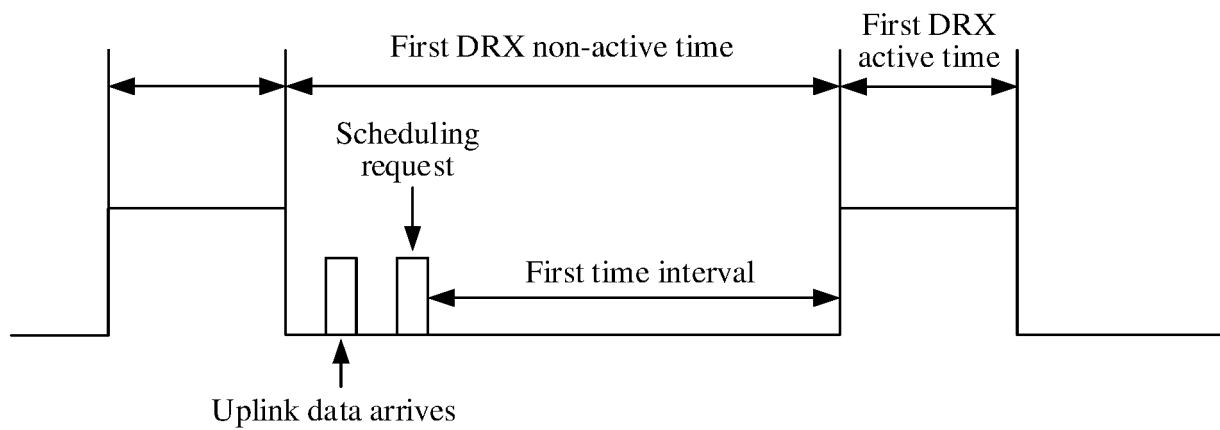 First DRX non-active time
First DRX
active time
Scheduling
request
First time interval
Uplink data arrives